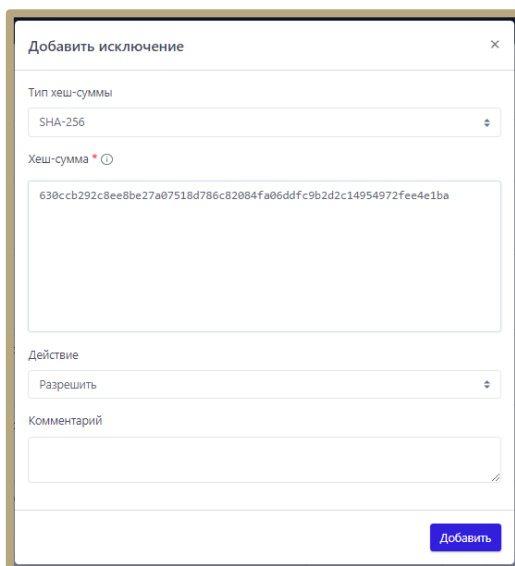 Добавить исключение
Тип хеш-суммы
SHA-256
Хеш-сумма *
630ccb292c8ee8be27a07518d786c82084fa06ddfc9b2d2c14954972fee4e1ba
Действие
Разрешить
Комментарий
Добавить